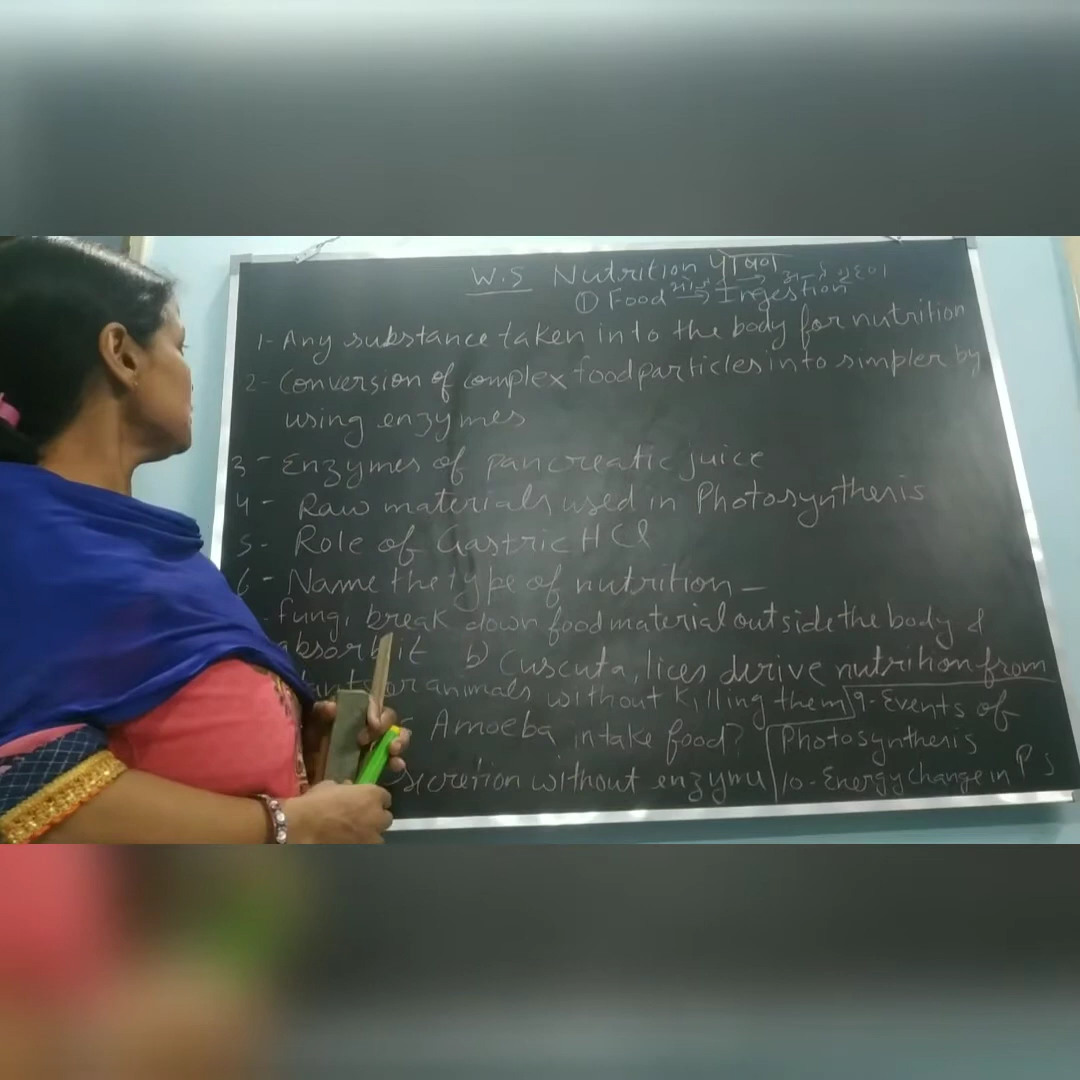 W.S Nutrition
① Food → Ingestion
1- Any substance taken into the body for nutrition
2- Conversion of complex food particles into simpler by
using enzymes
3- Enzymes of pancreatic juice
4- Raw materials used in Photosynthesis
5- Role of Gastric HCl
6- Name the type of nutrition –
fungi break down food material outside the body &
absorb it b) Cuscuta, lices derive nutrition from
or animals, without killing them 9- Events of
Amoeba intake food? Photosynthesis
secretion without enzyme 10- Energy change in P S